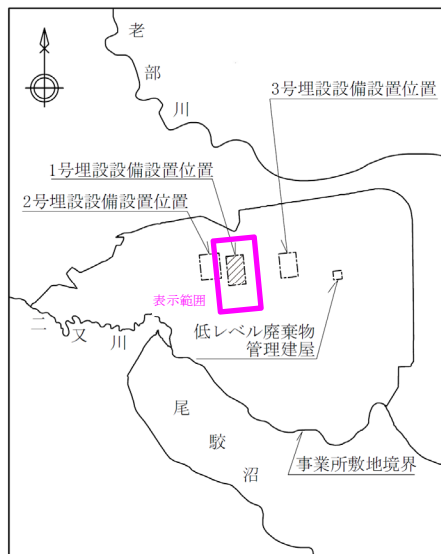 老部川
3号埋設設備設置位置
1号埋設設備設置位置
2号埋設設備設置位置
表示範囲
低レベル廃棄物
管理建屋
二又川
尾駮沼
事業所敷地境界